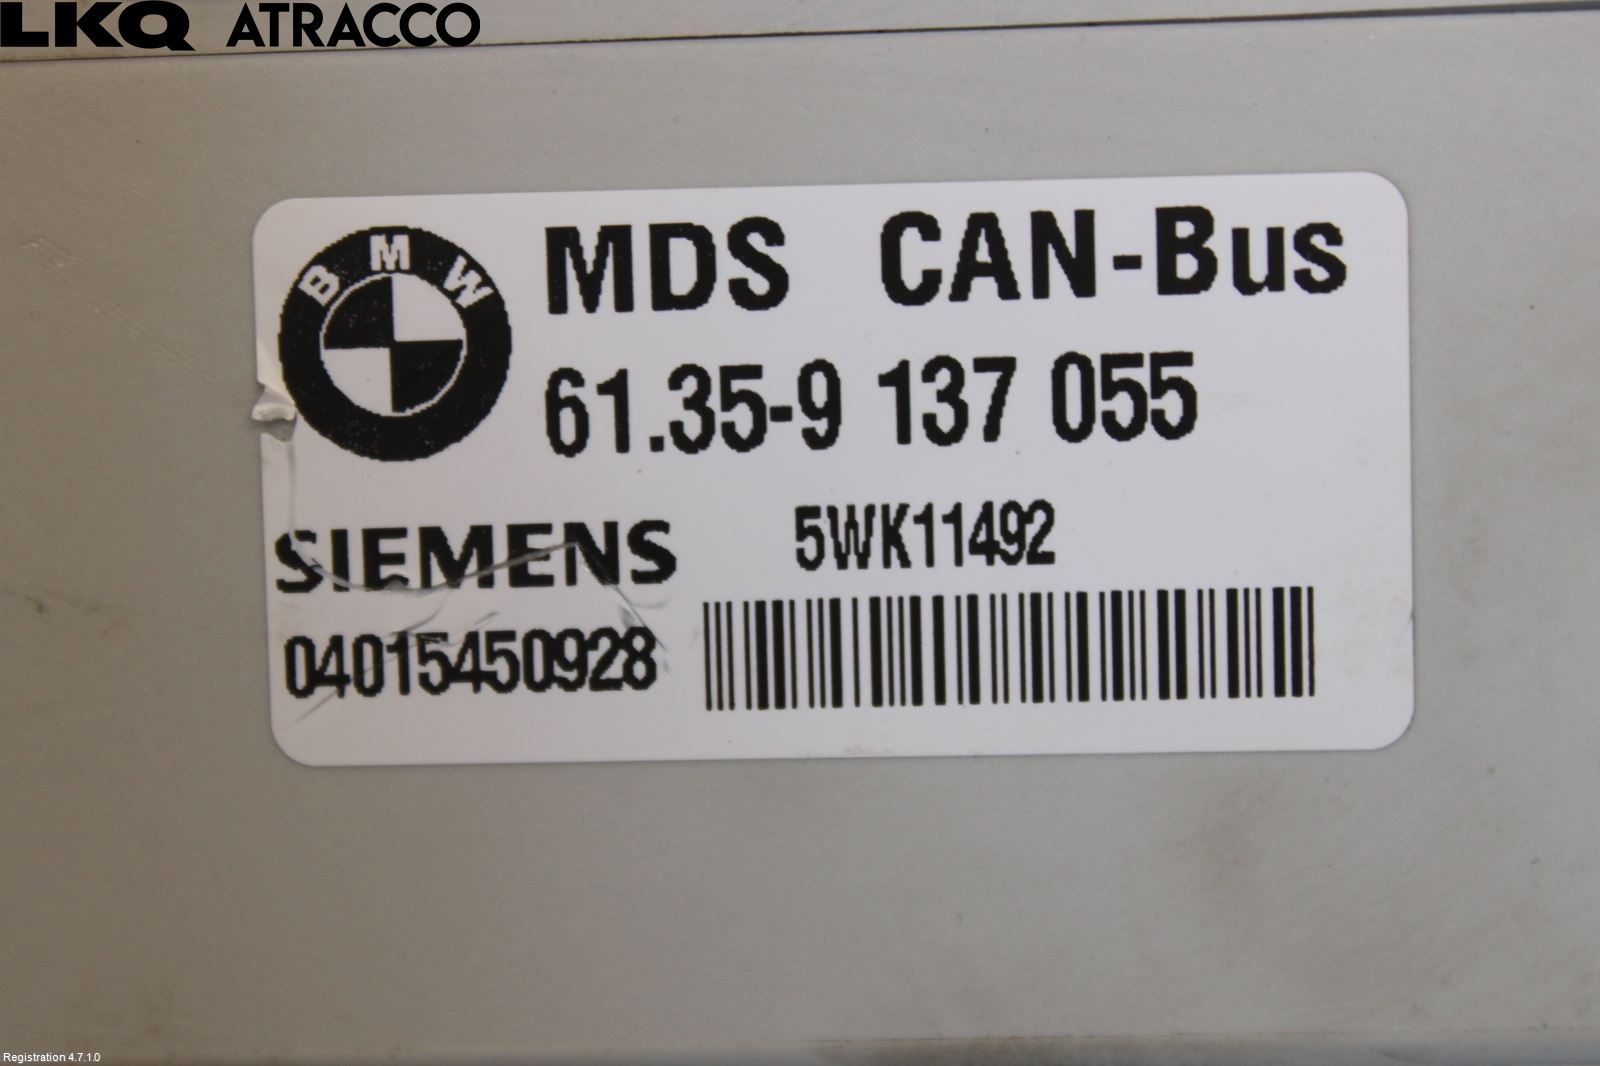 LKQ ATRACCO
BMW
MDS CAN-Bus
61.35-9 137 055
SIEMENS 5WK11492
04015450928
Registration 4.7.1.0